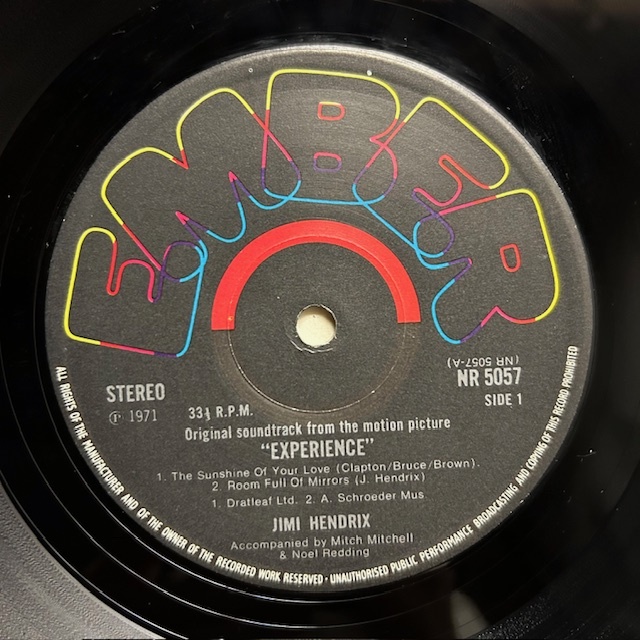 EMBER
STEREO
℗ 1971
33⅓ R.P.M.
(NR 5057-A)
NR 5057
SIDE 1
Original soundtrack from the motion picture
"EXPERIENCE"
1. The Sunshine Of Your Love (Clapton/Bruce/Brown).
2. Room Full Of Mirrors (J. Hendrix)
1. Dratleaf Ltd. 2. A. Schroeder Mus
JIMI HENDRIX
Accompanied by Mitch Mitchell
& Noel Redding
ALL RIGHTS OF THE MANUFACTURER AND OF THE OWNER OF THE RECORDED WORK RESERVED · UNAUTHORISED PUBLIC PERFORMANCE BROADCASTING AND COPYING OF THIS RECORD PROHIBITED